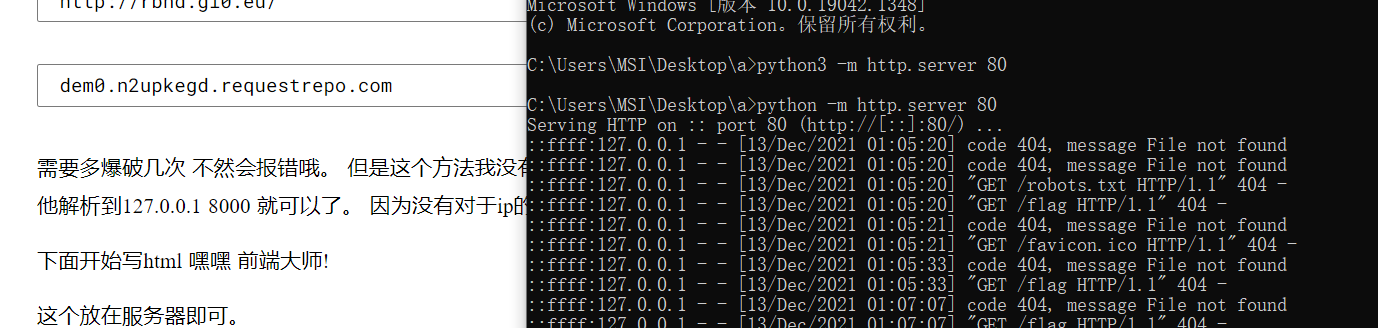 http://rbnd.gl0.eu/
dem0.n2upkegd.requestrepo.com
需要多爆破几次 不然会报错哦。 但是这个方法我没有
他解析到127.0.0.1 8000 就可以了。 因为没有对于ip的
下面开始写html 嘿嘿 前端大师!
这个放在服务器即可。
Microsoft Windows [版本 10.0.19042.1348]
(c) Microsoft Corporation。保留所有权利。
C:\Users\MSI\Desktop\a>python3 -m http.server 80
C:\Users\MSI\Desktop\a>python -m http.server 80
Serving HTTP on :: port 80 (http://[::]:80/) ...
::ffff:127.0.0.1 - - [13/Dec/2021 01:05:20] code 404, message File not found
::ffff:127.0.0.1 - - [13/Dec/2021 01:05:20] code 404, message File not found
::ffff:127.0.0.1 - - [13/Dec/2021 01:05:20] "GET /robots.txt HTTP/1.1" 404 -
::ffff:127.0.0.1 - - [13/Dec/2021 01:05:20] "GET /flag HTTP/1.1" 404 -
::ffff:127.0.0.1 - - [13/Dec/2021 01:05:21] code 404, message File not found
::ffff:127.0.0.1 - - [13/Dec/2021 01:05:21] "GET /favicon.ico HTTP/1.1" 404 -
::ffff:127.0.0.1 - - [13/Dec/2021 01:05:33] code 404, message File not found
::ffff:127.0.0.1 - - [13/Dec/2021 01:05:33] "GET /flag HTTP/1.1" 404 -
::ffff:127.0.0.1 - - [13/Dec/2021 01:07:07] code 404, message File not found
::ffff:127.0.0.1 - - [13/Dec/2021 01:07:07] "GET /flag HTTP/1.1" 404 -